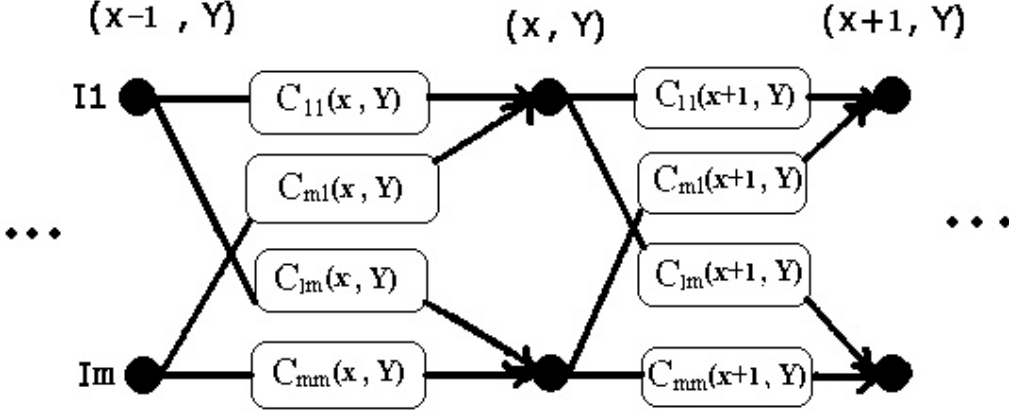 (x-1 , Y) (x , Y) (x+1, Y)
I1 C11(x , Y) C11(x+1, Y)
Cm1(x , Y) Cm1(x+1, Y)
... ...
C1m(x , Y) C1m(x+1, Y)
Im Cmm(x , Y) Cmm(x+1, Y)